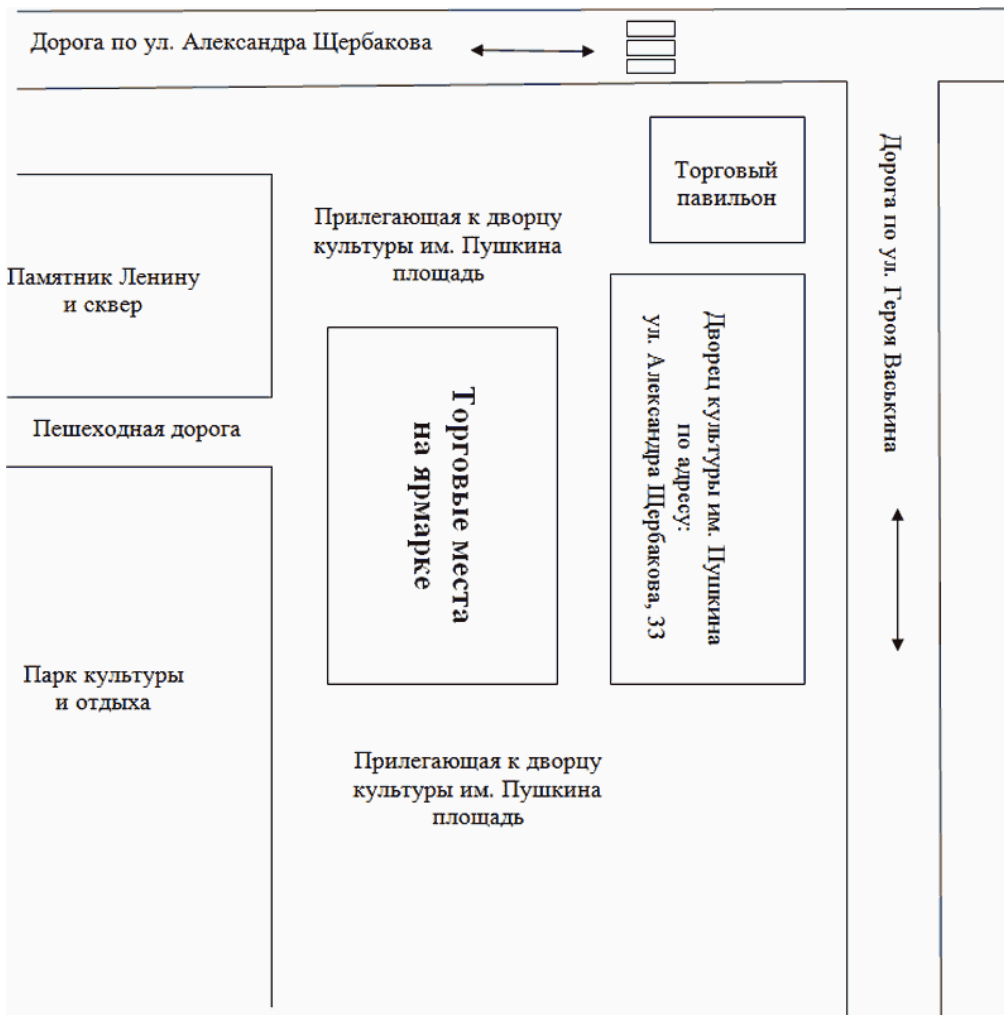 Дорога по ул. Александра Щербакова
Торговый
павильон
Дорога по ул. Героя Васькина
Прилегающая к дворцу
культуры им. Пушкина
площадь
Памятник Ленину
и сквер
Пешеходная дорога
Торговые места
на ярмарке
Дворец культуры им. Пушкина
по адресу:
ул. Александра Щербакова, 33
Парк культуры
и отдыха
Прилегающая к дворцу
культуры им. Пушкина
площадь